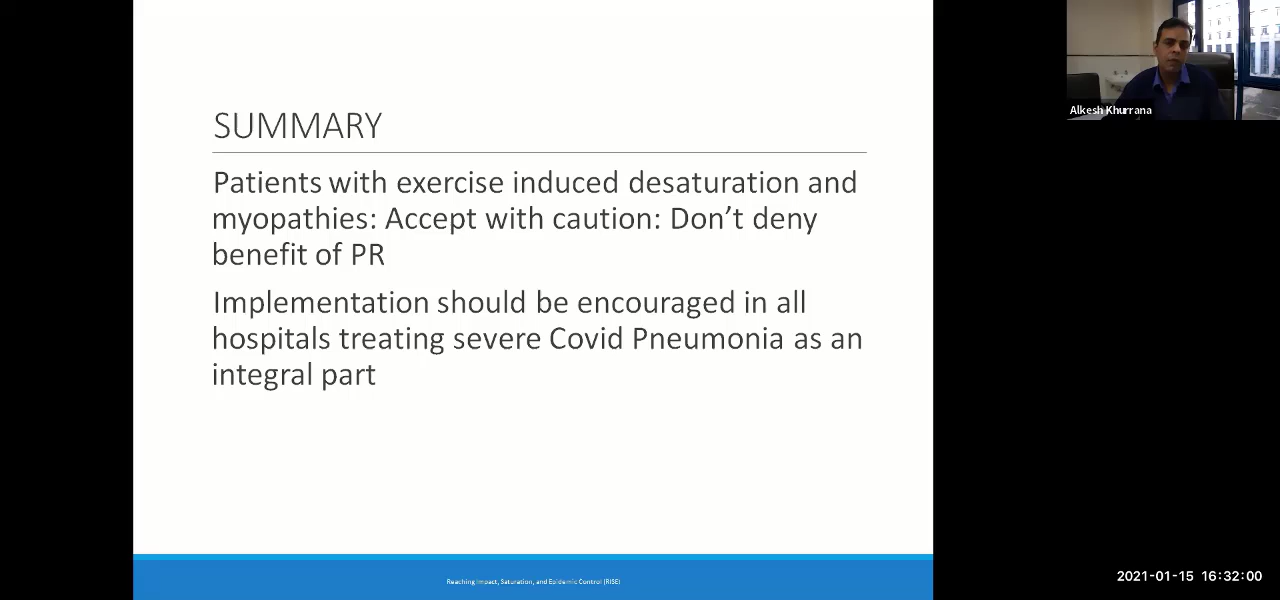 SUMMARY
Patients with exercise induced desaturation and
myopathies: Accept with caution: Don’t deny
benefit of PR
Implementation should be encouraged in all
hospitals treating severe Covid Pneumonia as an
integral part
Reaching Impact, Saturation, and Epidemic Control (RISE)
Alkesh Khurrana
2021-01-15 16:32:00